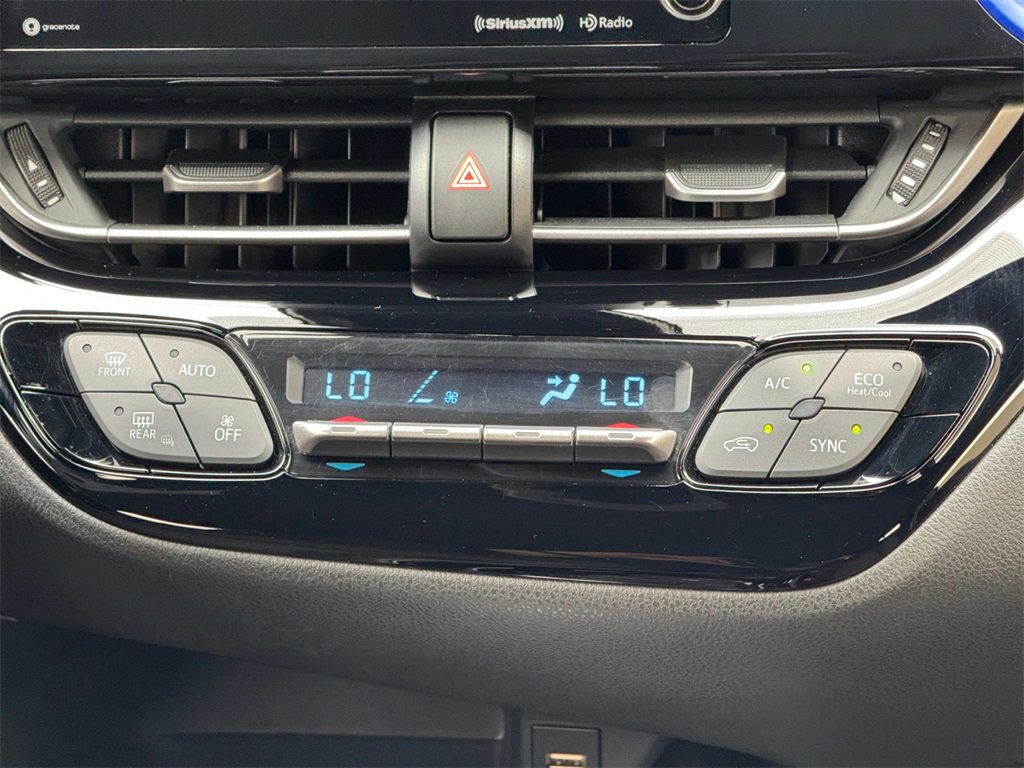 gracenote
SiriusXM
HD Radio
FRONT
AUTO
REAR
OFF
LO
LO
A/C
ECO
Heat/Cool
SYNC